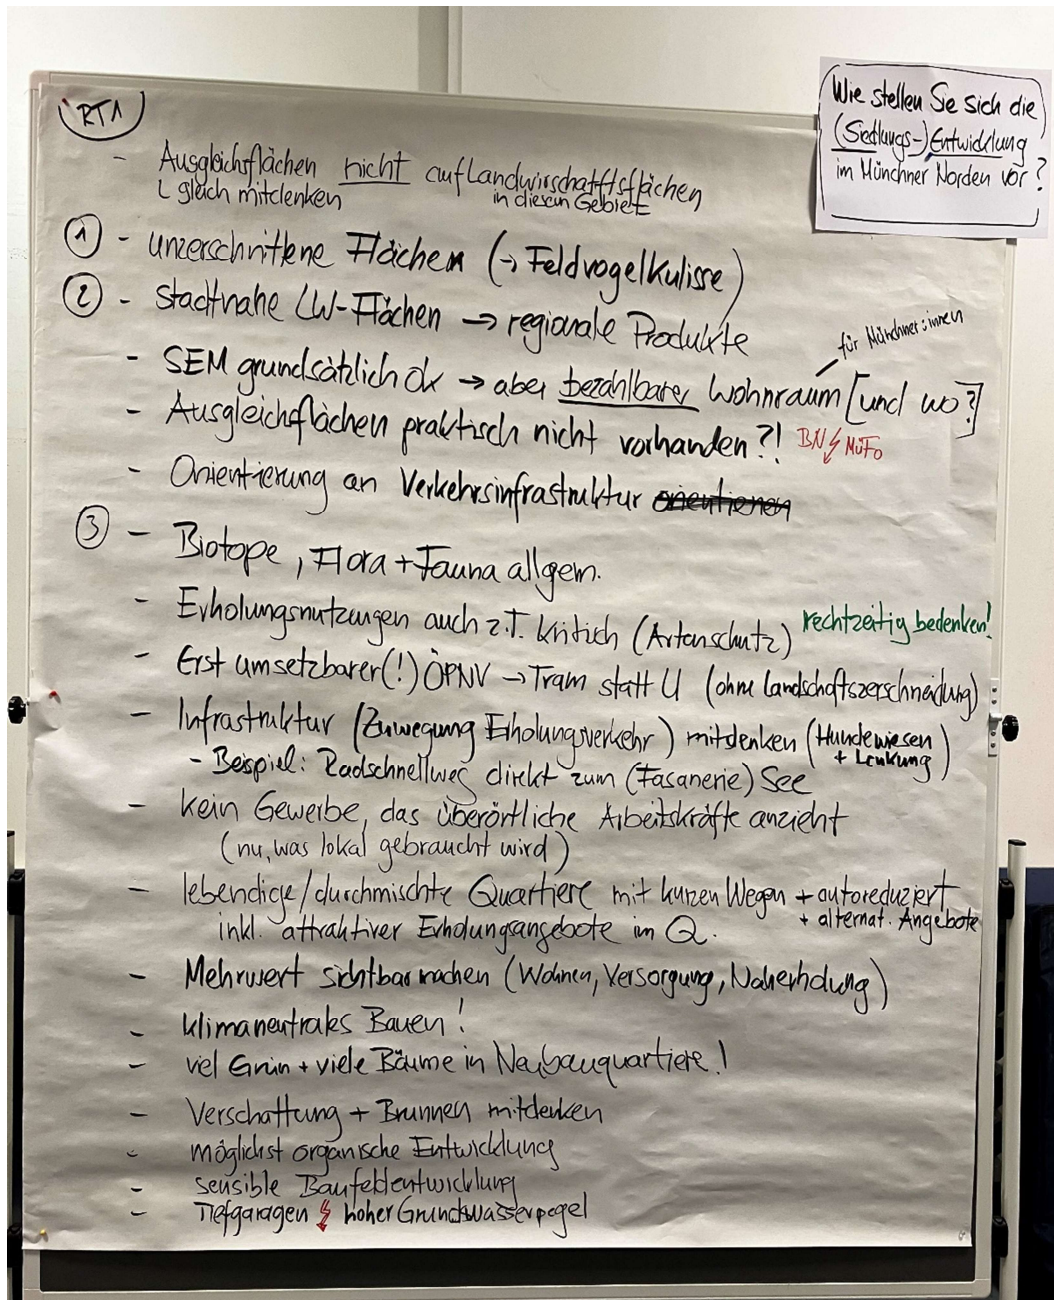 RT1
Wie stellen Sie sich die
(Siedlungs-)Entwicklung
im Münchner Norden vor?
- Ausgleichflächen nicht auf Landwirschafftsflächen
└ gleich mitdenken in diesem Gebiet
① - unzerschnittene Flächen (→ Feldvogelkulisse)
② - stadtnahe LW-Flächen → regionale Produkte
für Münchner:innen
- SEM grundsätzlich ok → aber bezahlbarer Wohnraum [und wo?]
- Ausgleichflächen praktisch nicht vorhanden?! BN ↯ MüFo
- Orientierung an Verkehrsinfrastruktur orientieren
③ - Biotope, Flora + Fauna allgem.
- Erholungsnutzungen auch z.T. kritich (Artenschutz) rechtzeitig bedenken!
- Erst umsetzbarer(!) ÖPNV → Tram statt U (ohne Landschaftszerschneidung)
- Infrastruktur (Zuwegung Erholungsverkehr) mitdenken (Hundewiesen
+ Lenkung)
- Beispiel: Radschnellweg direkt zum (Fasanerie) See
- kein Gewerbe, das überörtliche Arbeitskräfte anzieht
(nu, was lokal gebraucht wird)
- lebendige/durchmischte Quartiere mit kurzen Wegen + autoreduziert
+ alternat. Angebote
inkl. attraktiver Erholungsangebote im Q.
- Mehrwert sichtbar machen (Wohnen, Versorgung, Naherholung)
- klimaneutrales Bauen!
- viel Grün + viele Bäume in Neubauquartiere!
- Verschattung + Brunnen mitdenken
- möglichst organische Entwicklung
- sensible Baufeldentwicklung
- Tiefgaragen ↯ hoher Grundwasserpegel